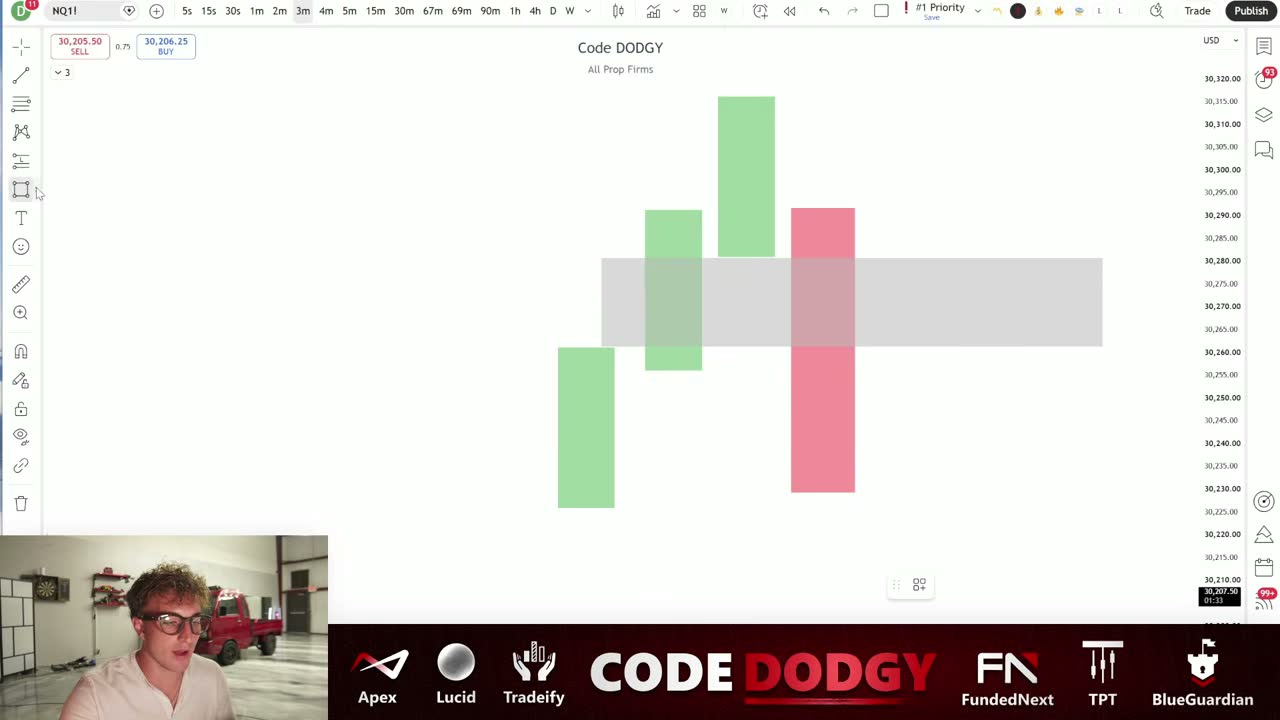 D 11 NQ1! 5s 15s 30s 1m 2m 3m 4m 5m 15m 30m 67m 69m 90m 1h 4h D W W #1 Priority L L Trade Publish
Save
30,205.50 0.75 30,206.25
SELL BUY
3
Code DODGY
All Prop Firms
USD
30,320.00
30,315.00
30,310.00
30,305.00
30,300.00
30,295.00
30,290.00
30,285.00
30,280.00
30,275.00
30,270.00
30,265.00
30,260.00
30,255.00
30,250.00
30,245.00
30,240.00
30,235.00
30,230.00
30,225.00
30,220.00
30,215.00
30,210.00
30,207.50
01:33
93
99+
Apex
Lucid
Tradeify
CODE DODGY
FN
FundedNext
TPT
BlueGuardian